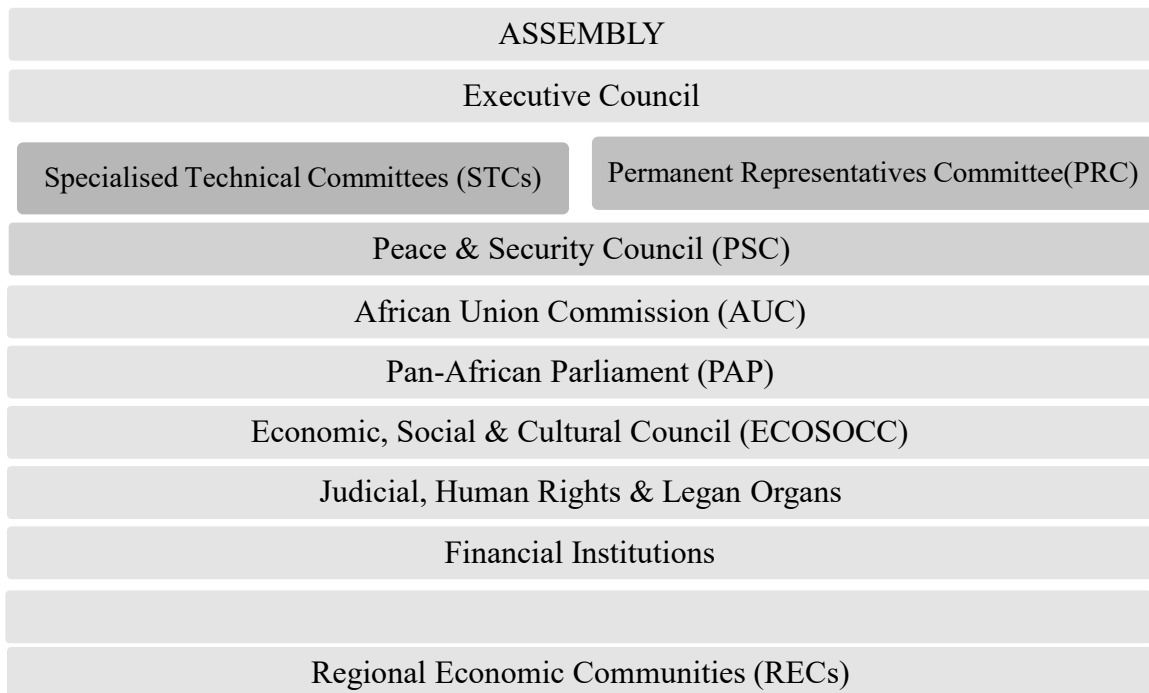 ASSEMBLY
Executive Council
Specialised Technical Committees (STCs)
Permanent Representatives Committee(PRC)
Peace & Security Council (PSC)
African Union Commission (AUC)
Pan-African Parliament (PAP)
Economic, Social & Cultural Council (ECOSOCC)
Judicial, Human Rights & Legan Organs
Financial Institutions
Regional Economic Communities (RECs)